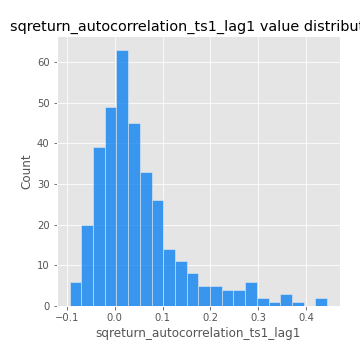 sqreturn_autocorrelation_ts1_lag1 value distribut
60
50
40
30
20
10
0
Count
−0.1 0.0 0.1 0.2 0.3 0.4
sqreturn_autocorrelation_ts1_lag1